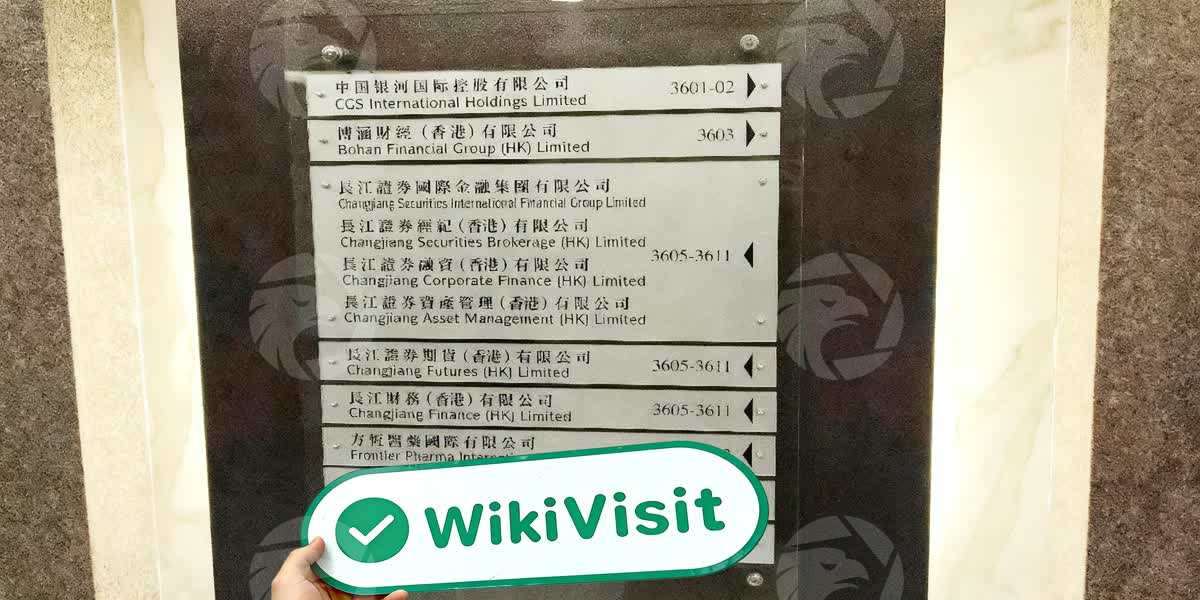 中国银河国际控股有限公司
CGS International Holdings Limited
3601-02
博涵財經（香港）有限公司
Bohan Financial Group (HK) Limited
3603
長江證券國際金融集團有限公司
Changjiang Securities International Financial Group Limited
長江證券經紀（香港）有限公司
Changjiang Securities Brokerage (HK) Limited
3605-3611
長江證券融資（香港）有限公司
Changjiang Corporate Finance (HK) Limited
長江證券資產管理（香港）有限公司
Changjiang Asset Management (HK) Limited
長江證券期貨（香港）有限公司
Changjiang Futures (HK) Limited
3605-3611
長江財務（香港）有限公司
Changjiang Finance (HK) Limited
3605-3611
方恆醫藥國際有限公司
Frontier Pharma
WikiVisit